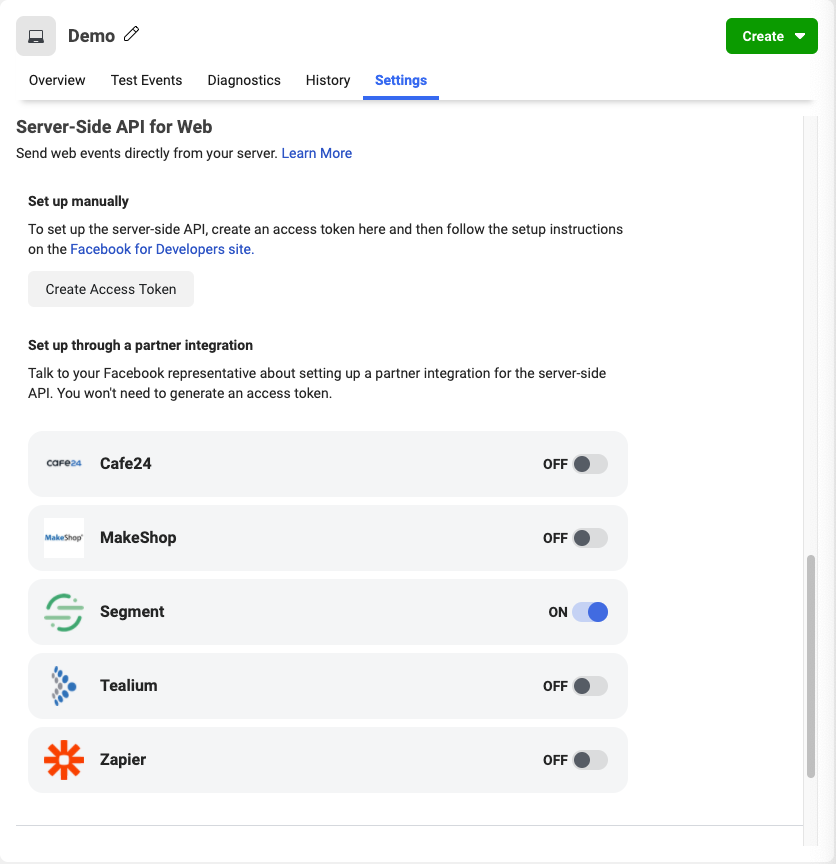 Demo
Create
Overview Test Events Diagnostics History Settings
Server-Side API for Web
Send web events directly from your server. Learn More
Set up manually
To set up the server-side API, create an access token here and then follow the setup instructions
on the Facebook for Developers site.
Create Access Token
Set up through a partner integration
Talk to your Facebook representative about setting up a partner integration for the server-side
API. You won't need to generate an access token.
CAFE24 Cafe24 OFF
MakeShop MakeShop OFF
Segment ON
Tealium OFF
Zapier OFF